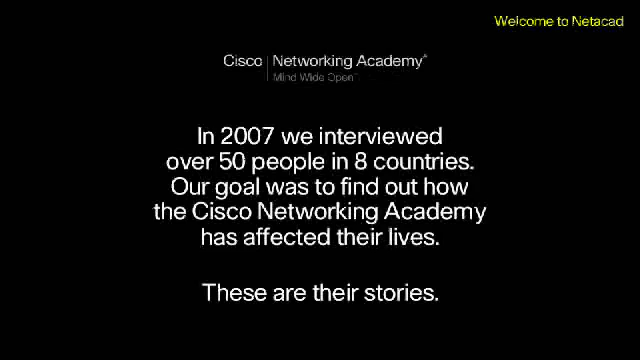 Welcome to Netacad
Cisco | Networking Academy®
Mind Wide Open™
In 2007 we interviewed
over 50 people in 8 countries.
Our goal was to find out how
the Cisco Networking Academy
has affected their lives.
These are their stories.